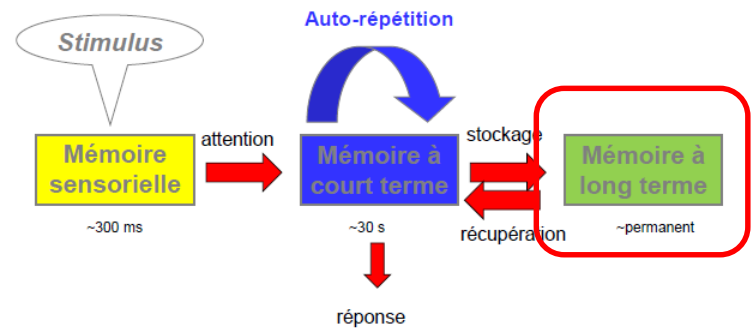 Auto-répétition
Stimulus
attention
stockage
Mémoire
sensorielle
Mémoire à
court terme
Mémoire à
long terme
~300 ms
~30 s
récupération
~permanent
réponse